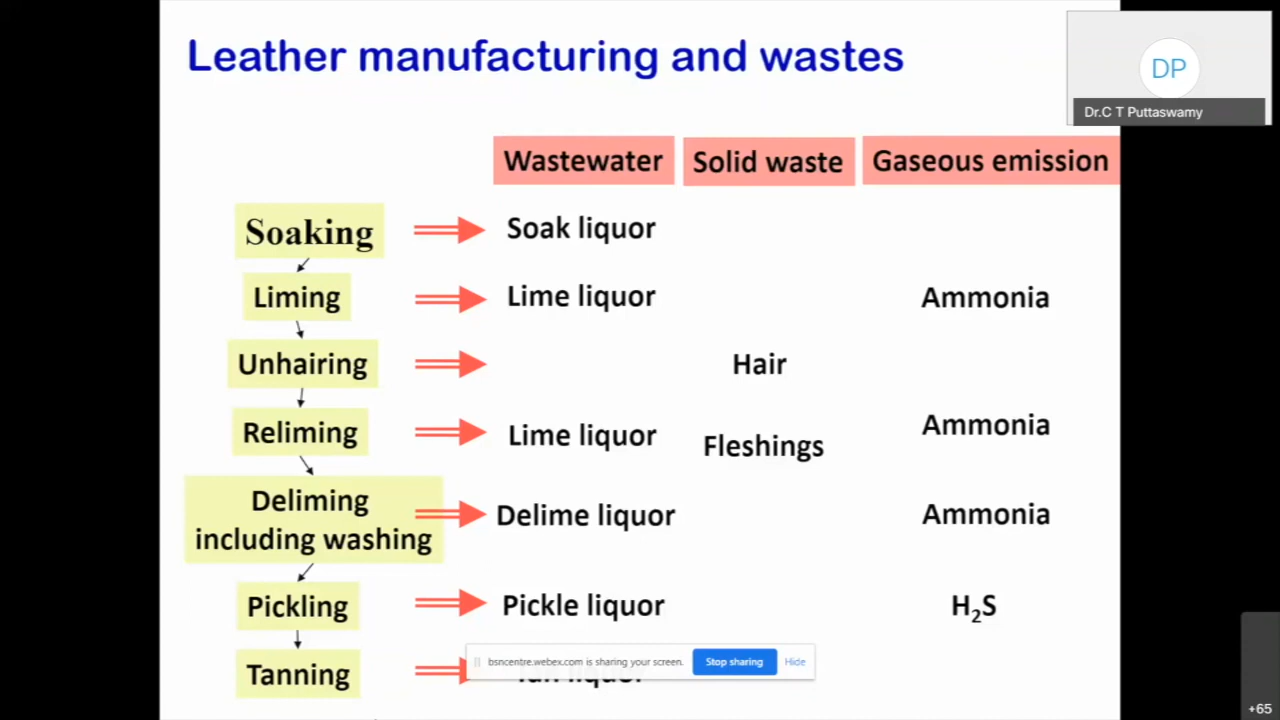 Leather manufacturing and wastes
DP
Dr.C T Puttaswamy
Wastewater Solid waste Gaseous emission
Soaking Soak liquor
Liming Lime liquor Ammonia
Unhairing Hair
Reliming Lime liquor Fleshings Ammonia
Deliming
including washing Delime liquor Ammonia
Pickling Pickle liquor H₂S
bsncentre.webex.com is sharing your screen. Stop sharing Hide
Tanning liquor
+65